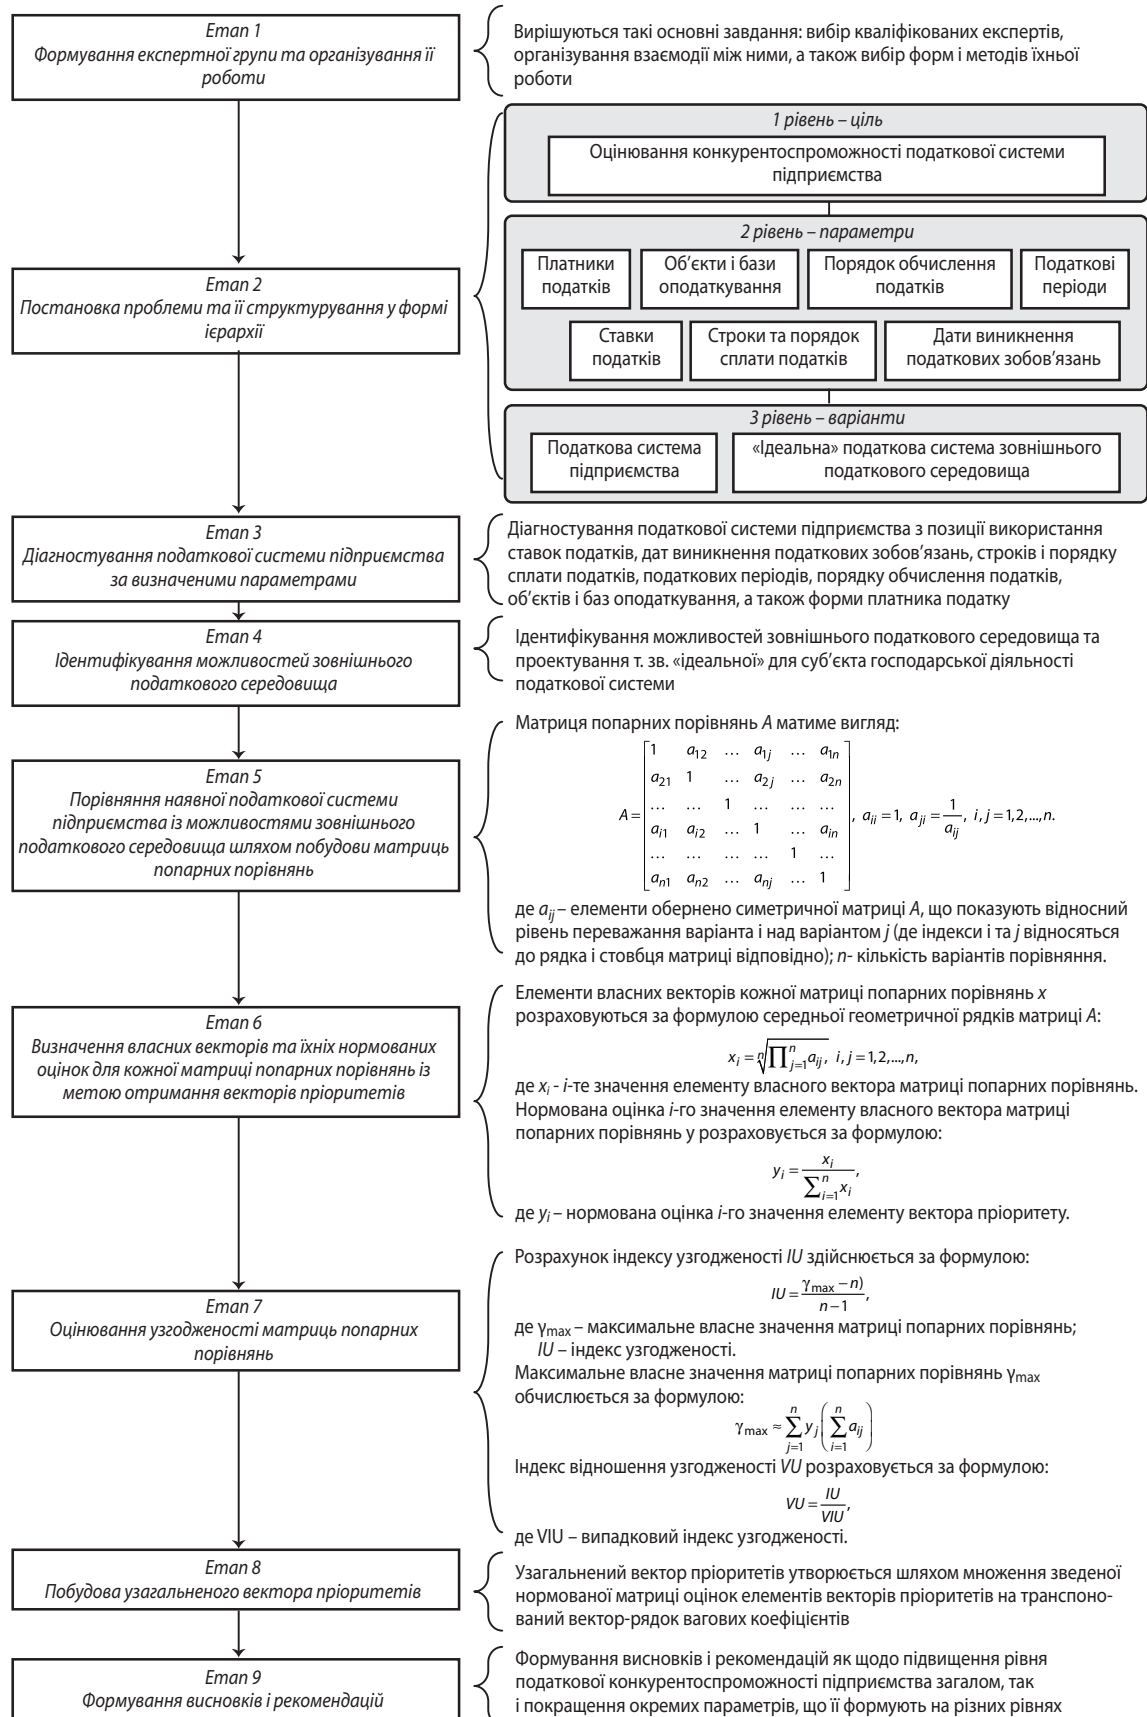 Етап 1
Формування експертної групи та організування її
роботи
Вирішуються такі основні завдання: вибір кваліфікованих експертів,
організування взаємодії між ними, а також вибір форм і методів їхньої
роботи
Етап 2
Постановка проблеми та її структурування у формі
ієрархії
1 рівень – ціль
Оцінювання конкурентоспроможності податкової системи
підприємства
2 рівень – параметри
Платники
податків
Об’єкти і бази
оподаткування
Порядок обчислення
податків
Податкові
періоди
Ставки
податків
Строки та порядок
сплати податків
Дати виникнення
податкових зобов’язань
3 рівень – варіанти
Податкова система
підприємства
«Ідеальна» податкова система зовнішнього
податкового середовища
Етап 3
Діагностування податкової системи підприємства
за визначеними параметрами
Діагностування податкової системи підприємства з позиції використання
ставок податків, дат виникнення податкових зобов’язань, строків і порядку
сплати податків, податкових періодів, порядку обчислення податків,
об’єктів і баз оподаткування, а також форми платника податку
Етап 4
Ідентифікування можливостей зовнішнього
податкового середовища
Ідентифікування можливостей зовнішнього податкового середовища та
проектування т. зв. «ідеальної» для суб’єкта господарської діяльності
податкової системи
Етап 5
Порівняння наявної податкової системи
підприємства із можливостями зовнішнього
податкового середовища шляхом побудови матриць
попарних порівнянь
Матриця попарних порівнянь A матиме вигляд:
1 a12 … a1j … a1n
a21 1 … a2j … a2n
… … 1 … … …
A = ai1 ai2 … 1 … ain , aii = 1, aji = 1/aij, i, j = 1,2,...,n.
… … … … 1 …
an1 an2 … anj … 1
де aij – елементи обернено симетричної матриці A, що показують відносний
рівень переважання варіанта і над варіантом j (де індекси і та j відносяться
до рядка і стовбця матриці відповідно); n- кількість варіантів порівняння.
Етап 6
Визначення власних векторів та їхніх нормованих
оцінок для кожної матриці попарних порівнянь із
метою отримання векторів пріоритетів
Елементи власних векторів кожної матриці попарних порівнянь x
розраховуються за формулою середньої геометричної рядків матриці A:
xi = ⁿ√∏ⁿj=1 aij, i, j = 1,2,...,n,
де xi - i-те значення елементу власного вектора матриці попарних порівнянь.
Нормована оцінка i-го значення елементу власного вектора матриці
попарних порівнянь y розраховується за формулою:
yi = xi / ∑ⁿi=1 xi,
де yi – нормована оцінка i-го значення елементу вектора пріоритету.
Етап 7
Оцінювання узгодженості матриць попарних
порівнянь
Розрахунок індексу узгодженості IU здійснюється за формулою:
IU = γmax – n) / n – 1,
де γmax – максимальне власне значення матриці попарних порівнянь;
IU – індекс узгодженості.
Максимальне власне значення матриці попарних порівнянь γmax
обчислюється за формулою:
γmax ≈ ∑ⁿj=1 yj (∑ⁿi=1 aij)
Індекс відношення узгодженості VU розраховується за формулою:
VU = IU / VIU,
де VIU – випадковий індекс узгодженості.
Етап 8
Побудова узагальненого вектора пріоритетів
Узагальнений вектор пріоритетів утворюється шляхом множення зведеної
нормованої матриці оцінок елементів векторів пріоритетів на транспоно-
ваний вектор-рядок вагових коефіцієнтів
Етап 9
Формування висновків і рекомендацій
Формування висновків і рекомендацій як щодо підвищення рівня
податкової конкурентоспроможності підприємства загалом, так
і покращення окремих параметрів, що її формують на різних рівнях